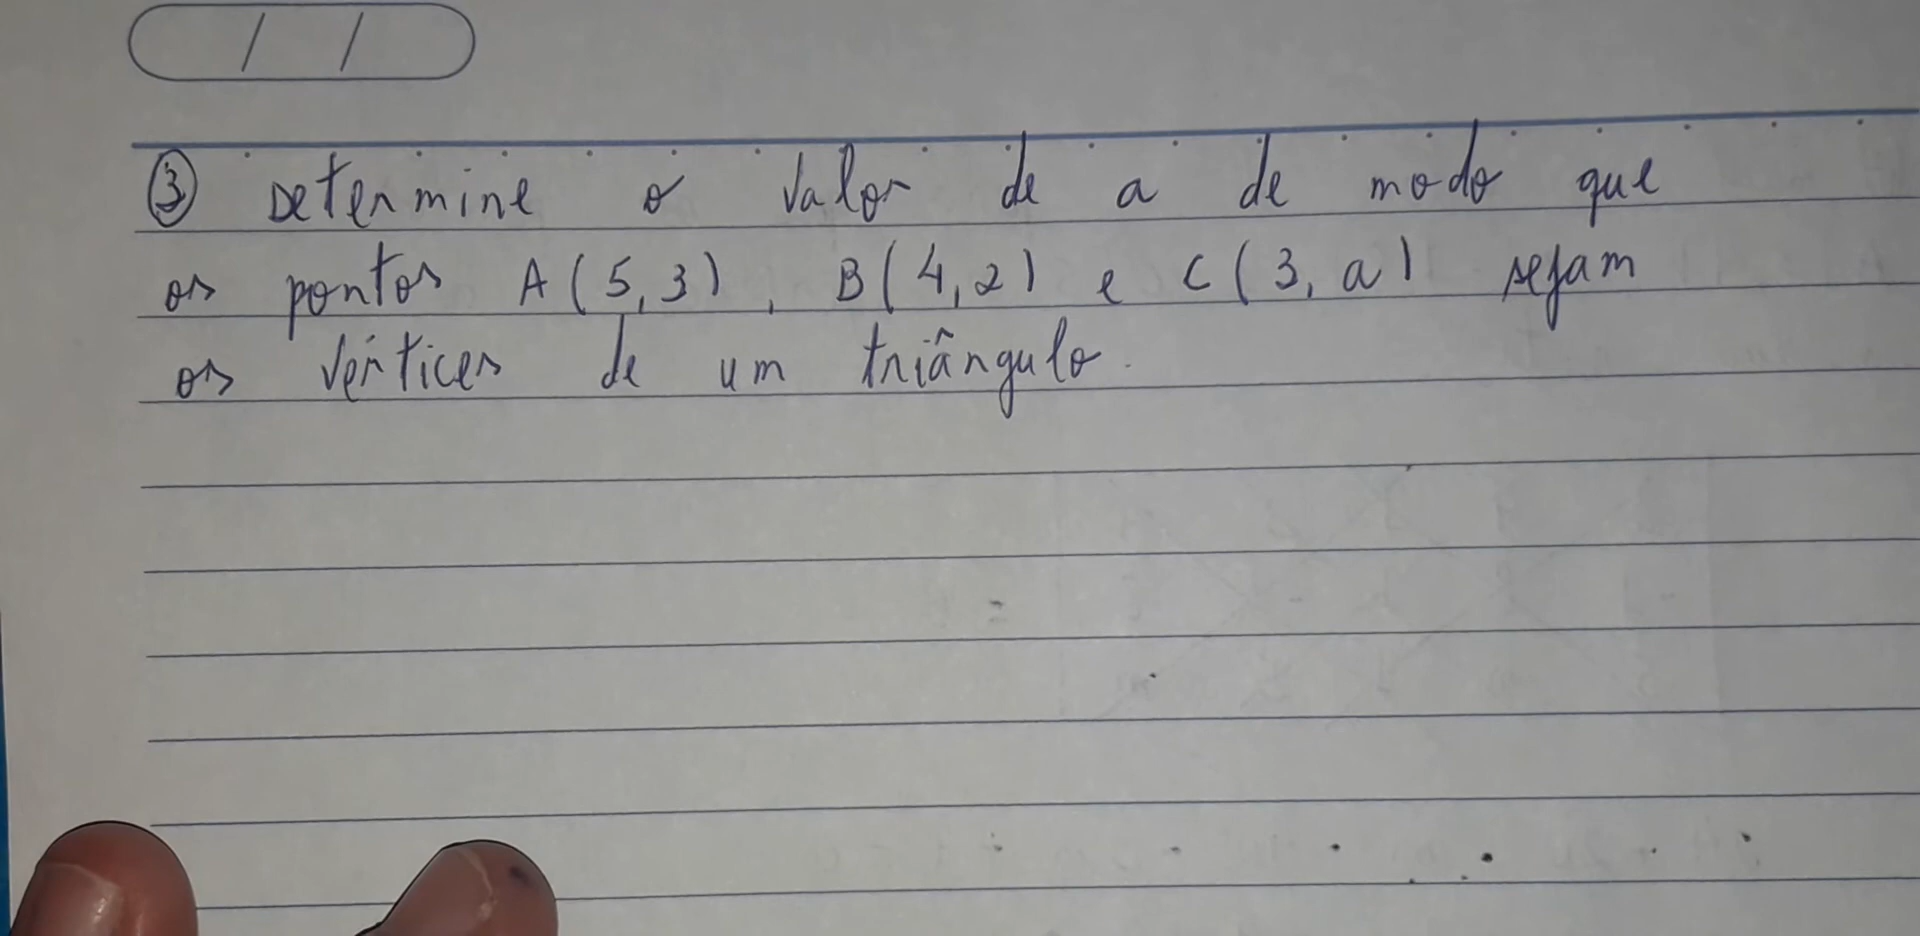 / /
③ Determine o valor de a de modo que
os pontos A(5,3), B(4,2) e C(3,a) sejam
os vértices de um triângulo.